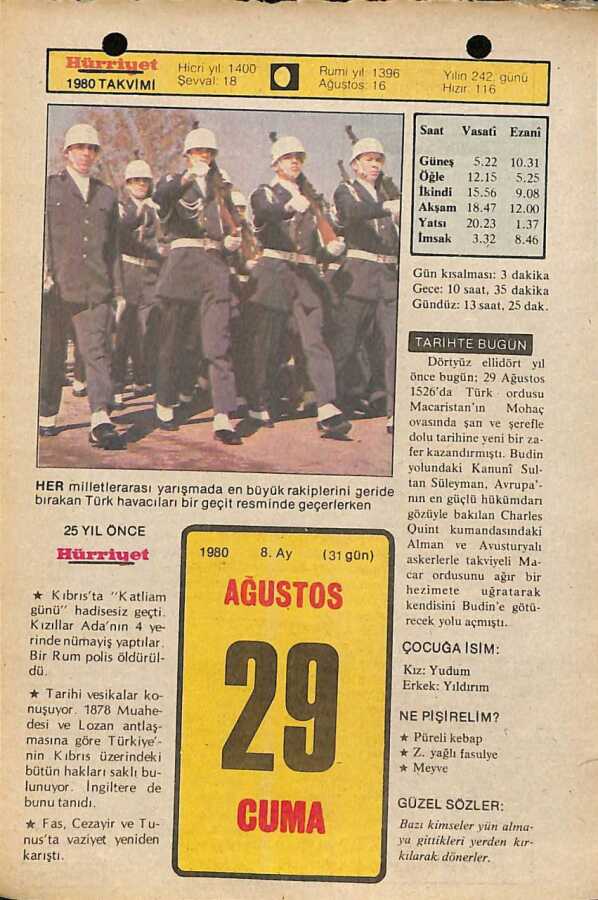 Hürriyet
1980 TAKVİMİ
Hicri yıl: 1400
Şevval: 18
Rumi yıl: 1396
Ağustos: 16
Yılın 242. günü
Hızır: 116
Saat Vasatî Ezanî
Güneş 5.22 10.31
Öğle 12.15 5.25
İkindi 15.56 9.08
Akşam 18.47 12.00
Yatsı 20.23 1.37
İmsak 3.32 8.46
Gün kısalması: 3 dakika
Gece: 10 saat, 35 dakika
Gündüz: 13 saat, 25 dak.
TARİHTE BUGÜN
Dörtyüz ellidört yıl
önce bugün; 29 Ağustos
1526'da Türk ordusu
Macaristan'ın Mohaç
ovasında şan ve şerefle
dolu tarihine yeni bir za-
fer kazandırmıştı. Budin
yolundaki Kanunî Sul-
tan Süleyman, Avrupa'-
nın en güçlü hükümdarı
gözüyle bakılan Charles
Quint kumandasındaki
Alman ve Avusturyalı
askerlerle takviyeli Ma-
car ordusunu ağır bir
hezimete uğratarak
kendisini Budin'e götü-
recek yolu açmıştı.
ÇOCUĞA İSİM:
Kız: Yudum
Erkek: Yıldırım
NE PİŞİRELİM?
★ Püreli kebap
★ Z. yağlı fasulye
★ Meyve
GÜZEL SÖZLER:
Bazı kimseler yün alma-
ya gittikleri yerden kır-
kılarak dönerler.
HER milletlerarası yarışmada en büyük rakiplerini geride
bırakan Türk havacıları bir geçit resminde geçerlerken
25 YIL ÖNCE
Hürriyet
★ Kıbrıs'ta "Katliam
günü" hadisesiz geçti.
Kızıllar Ada'nın 4 ye-
rinde nümayiş yaptılar.
Bir Rum polis öldürül-
dü.
★ Tarihi vesikalar ko-
nuşuyor. 1878 Muahe-
desi ve Lozan antlaş-
masına göre Türkiye'-
nin Kıbrıs üzerindeki
bütün hakları saklı bu-
lunuyor. İngiltere de
bunu tanıdı.
★ Fas, Cezayir ve Tu-
nus'ta vaziyet yeniden
karıştı.
1980 8. Ay (31 gün)
AĞUSTOS
29
CUMA